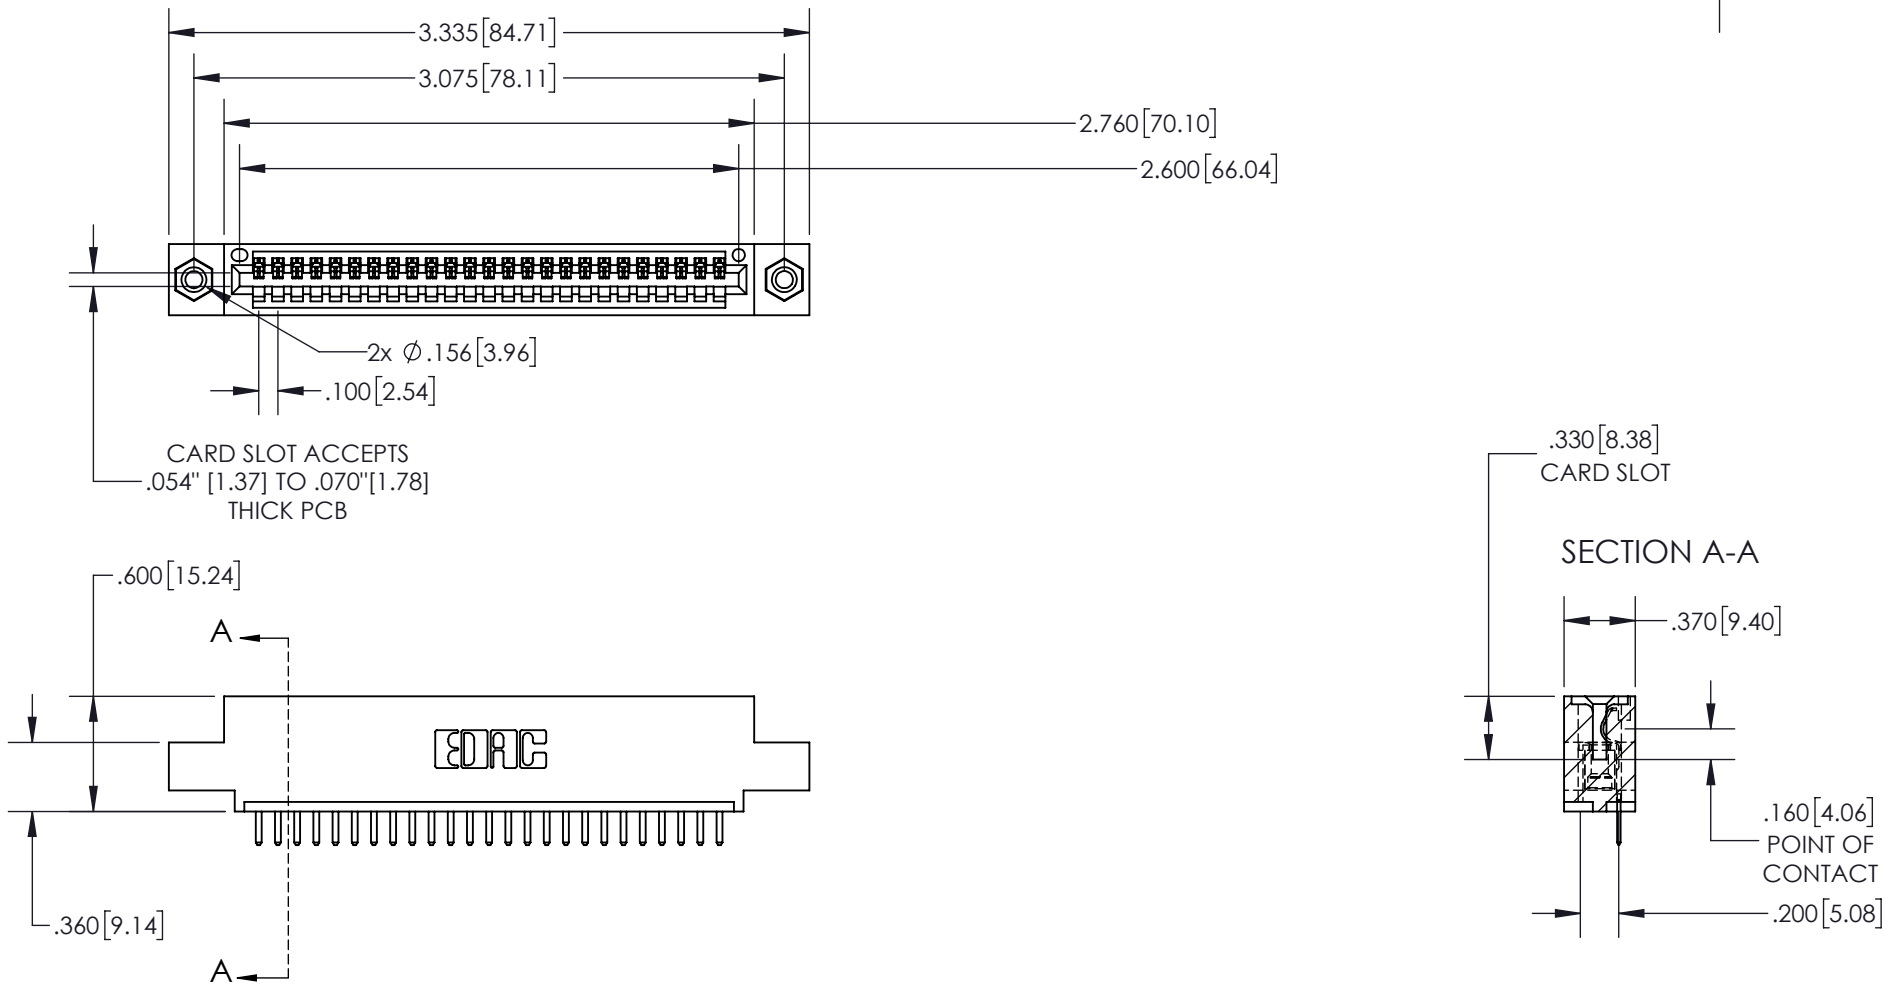 3.335[84.71]
3.075[78.11]
2.760[70.10]
2.600[66.04]
2x ⌀.156[3.96]
.100[2.54]
CARD SLOT ACCEPTS
.054" [1.37] TO .070"[1.78]
THICK PCB
.330[8.38]
CARD SLOT
SECTION A-A
.600[15.24]
.370[9.40]
A
EDAC
.160[4.06]
POINT OF
CONTACT
.200[5.08]
.360[9.14]
A